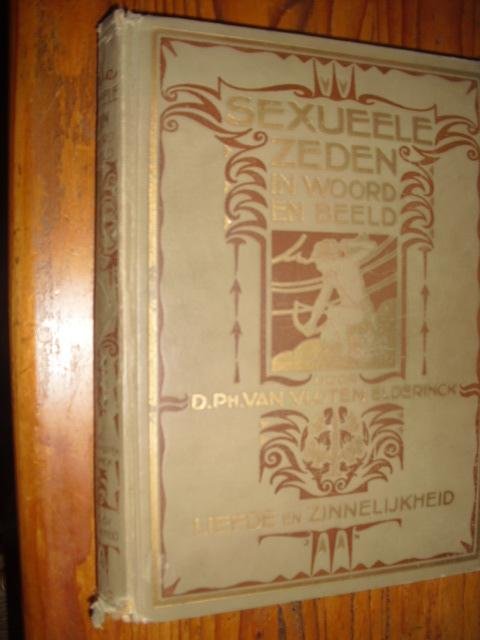 SEXUEELE
ZEDEN
IN WOORD
EN BEELD
DOOR
D. PH. VAN VLOTEN ELDERINCK
LIEFDE EN ZINNELIJKHEID